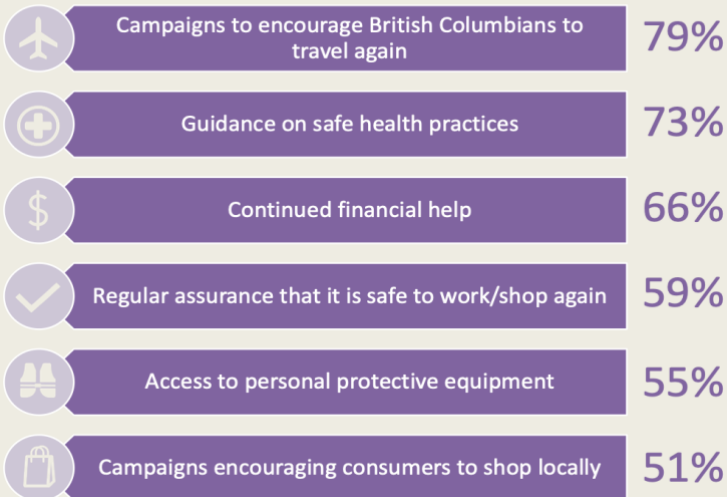 Campaigns to encourage British Columbians to
travel again
79%
Guidance on safe health practices
73%
$
Continued financial help
66%
Regular assurance that it is safe to work/shop again
59%
Access to personal protective equipment
55%
Campaigns encouraging consumers to shop locally
51%